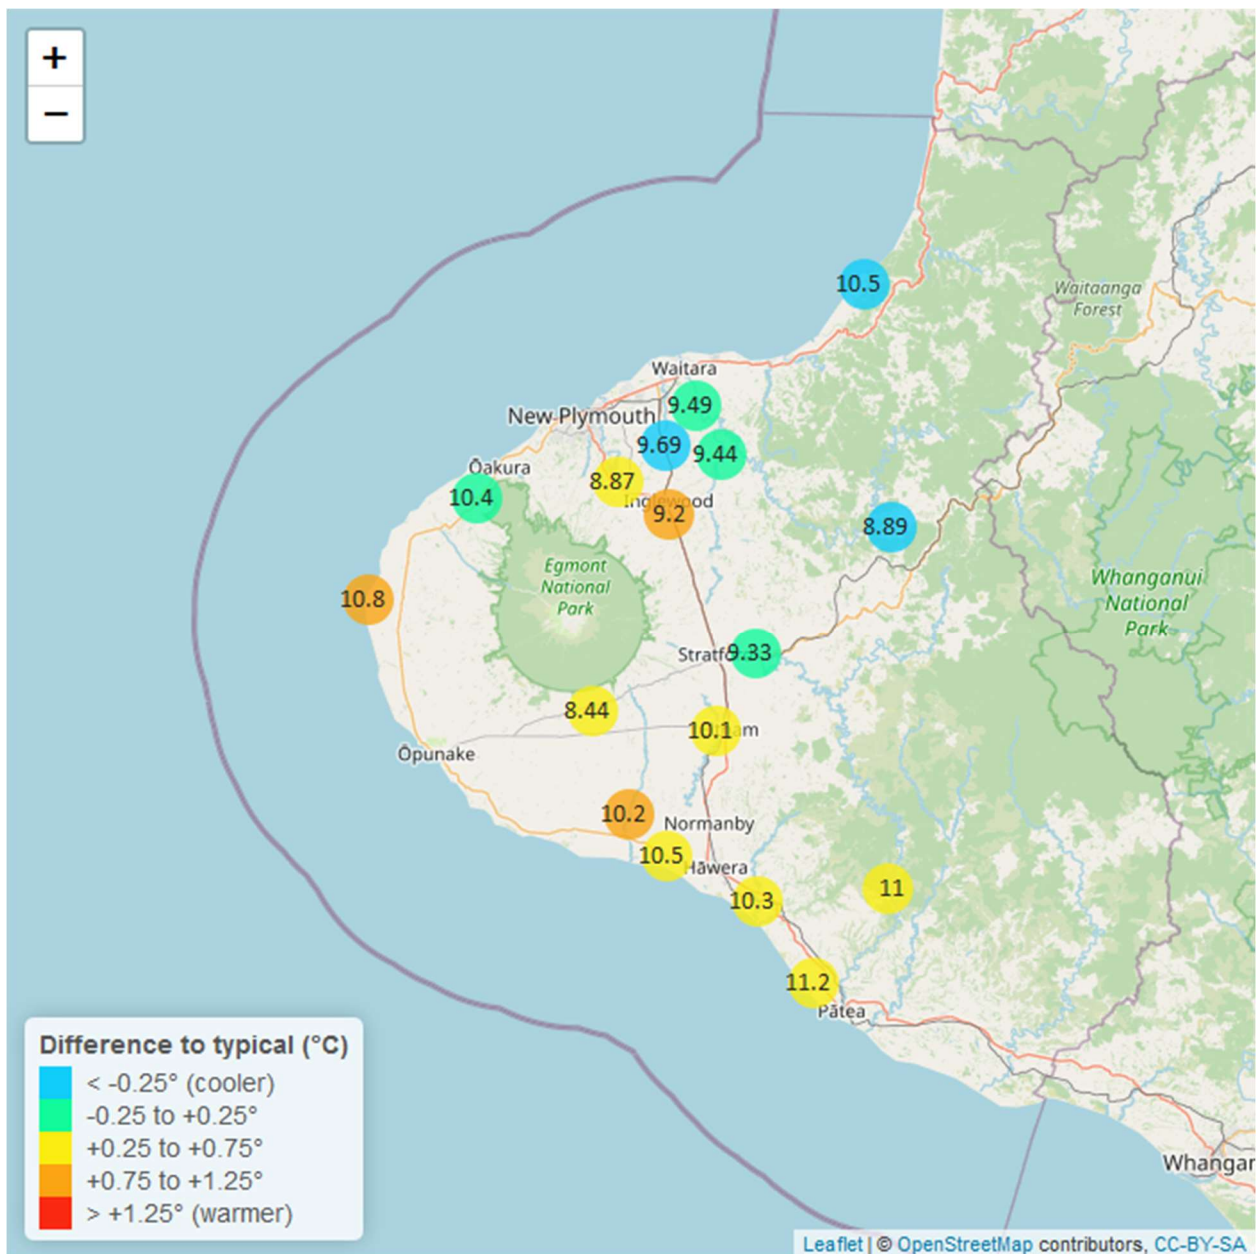 +
−
10.5
Waitaanga
Forest
Waitara
9.49
New Plymouth
9.69
9.44
Ōakura
8.87
10.4
Inglewood
9.2
8.89
Egmont
National
Park
10.8
Whanganui
National
Park
Stratf
9.33
8.44
10.1
am
Ōpunake
10.2
Normanby
10.5
Hāwera
11
10.3
11.2
Pātea
Whangar
Difference to typical (°C)
< -0.25° (cooler)
-0.25 to +0.25°
+0.25 to +0.75°
+0.75 to +1.25°
> +1.25° (warmer)
Leaflet | © OpenStreetMap contributors, CC-BY-SA